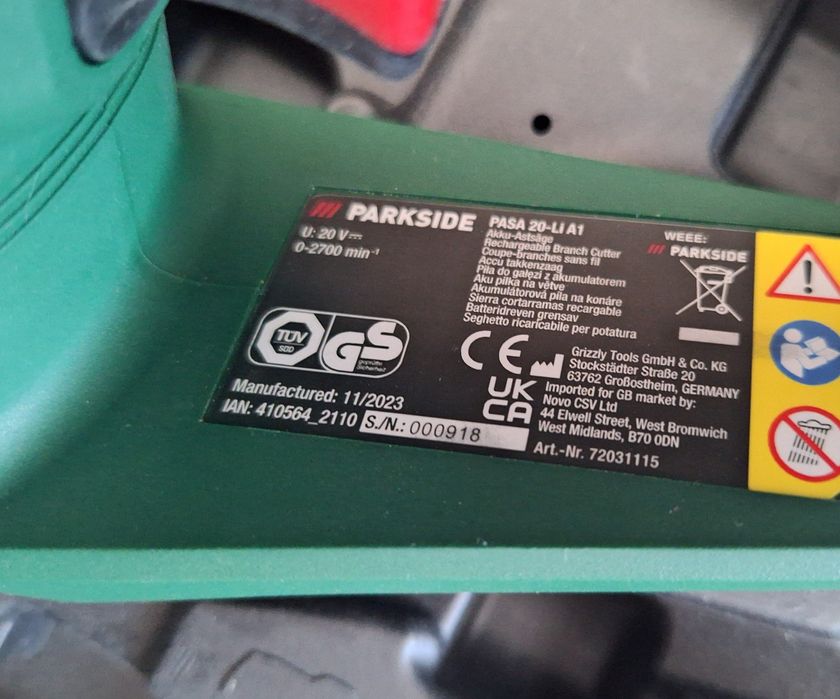 PARKSIDE
U: 20 V⎓
0-2700 min⁻¹
PASA 20-Li A1
Akku-Astsäge
Rechargeable Branch Cutter
Coupe-branches sans fil
Accu takkenzaag
Piła do gałęzi z akumulatorem
Aku pilka na větve
Akumulátorová píla na konáre
Sierra cortarramas recargable
Batteridreven grensav
Seghetto ricaricabile per potatura
WEEE:
PARKSIDE
TÜV
SÜD
GS
geprüfte
Sicherheit
CE
UK
CA
Grizzly Tools GmbH & Co. KG
Stockstädter Straße 20
63762 Großostheim, GERMANY
Imported for GB market by:
Novo CSV Ltd
44 Elwell Street, West Bromwich
West Midlands, B70 0DN
Manufactured: 11/2023
IAN: 410564_2110 S./N.: 000918
Art.-Nr. 72031115